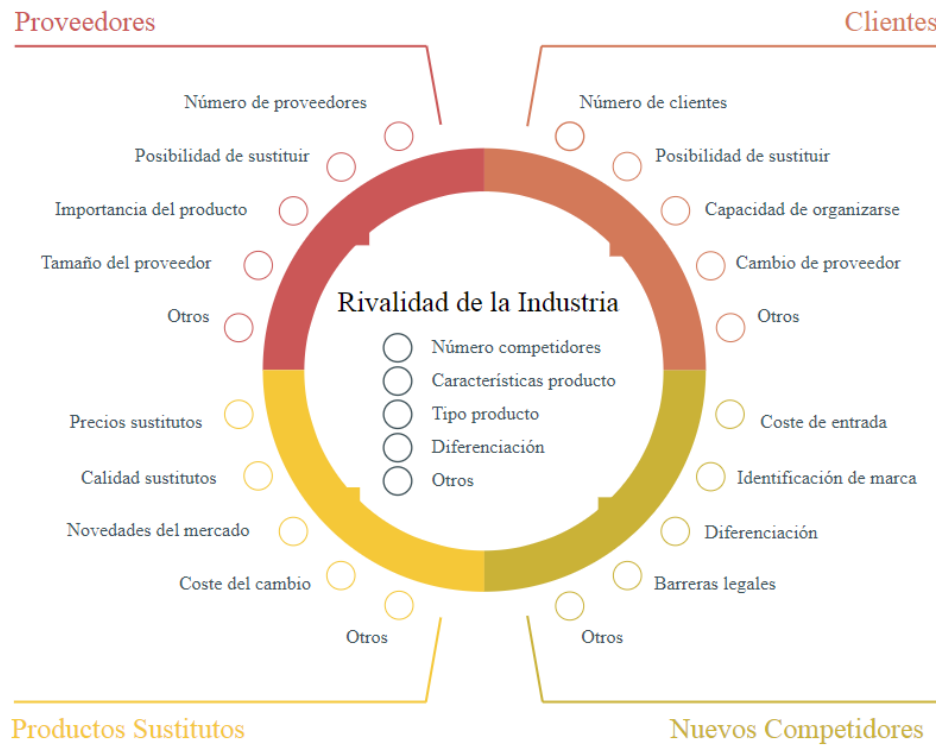 Proveedores
Clientes
Número de proveedores
Posibilidad de sustituir
Importancia del producto
Tamaño del proveedor
Otros
Número de clientes
Posibilidad de sustituir
Capacidad de organizarse
Cambio de proveedor
Otros
Rivalidad de la Industria
Número competidores
Características producto
Tipo producto
Diferenciación
Otros
Precios sustitutos
Calidad sustitutos
Novedades del mercado
Coste del cambio
Otros
Coste de entrada
Identificación de marca
Diferenciación
Barreras legales
Otros
Productos Sustitutos
Nuevos Competidores